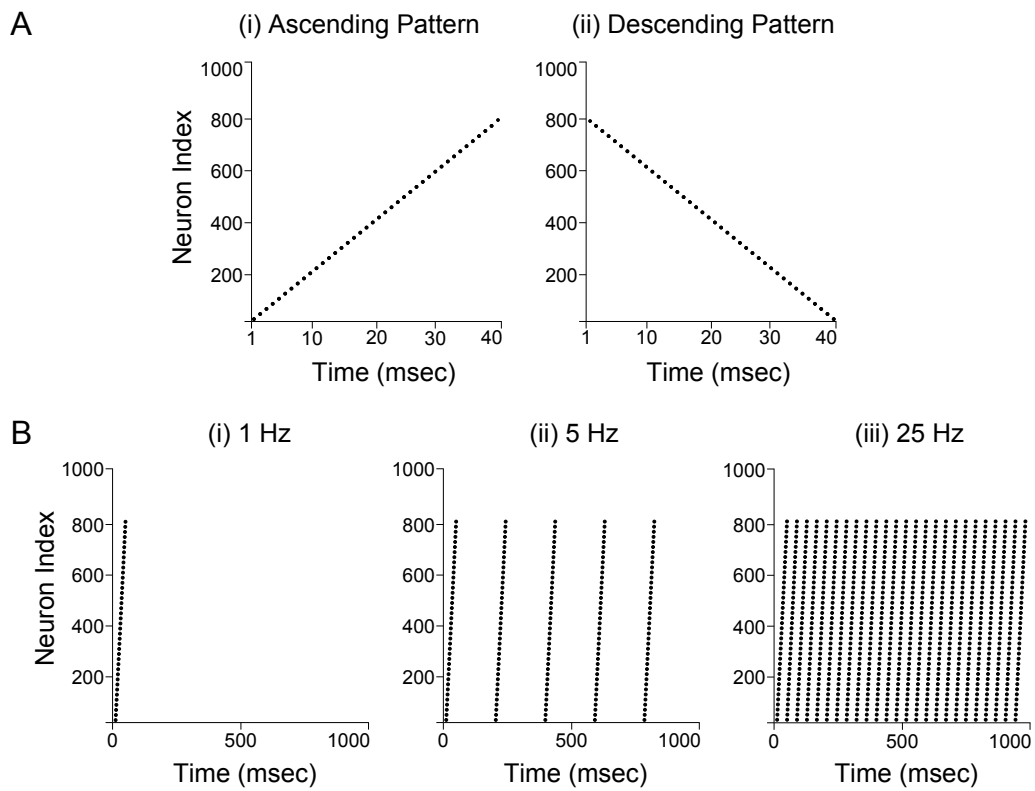 A
(i) Ascending Pattern
(ii) Descending Pattern
Neuron Index
1000
800
600
400
200
1 10 20 30 40
Time (msec)
1000
800
600
400
200
1 10 20 30 40
Time (msec)
B
(i) 1 Hz
(ii) 5 Hz
(iii) 25 Hz
Neuron Index
1000
800
600
400
200
0 500 1000
Time (msec)
1000
800
600
400
200
0 500 1000
Time (msec)
1000
800
600
400
200
0 500 1000
Time (msec)